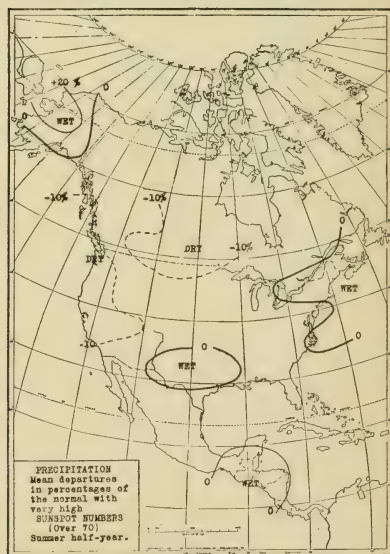 +20 %
0
0
WET
-10%
-10%
0
DRY
-10%
DRY
WET
-10
0
0
WET
PRECIPITATION
Mean departures
in percentages of
the normal with
very high
SUNSPOT NUMBERS
(Over 70)
Summer half-year.
0
WET
0